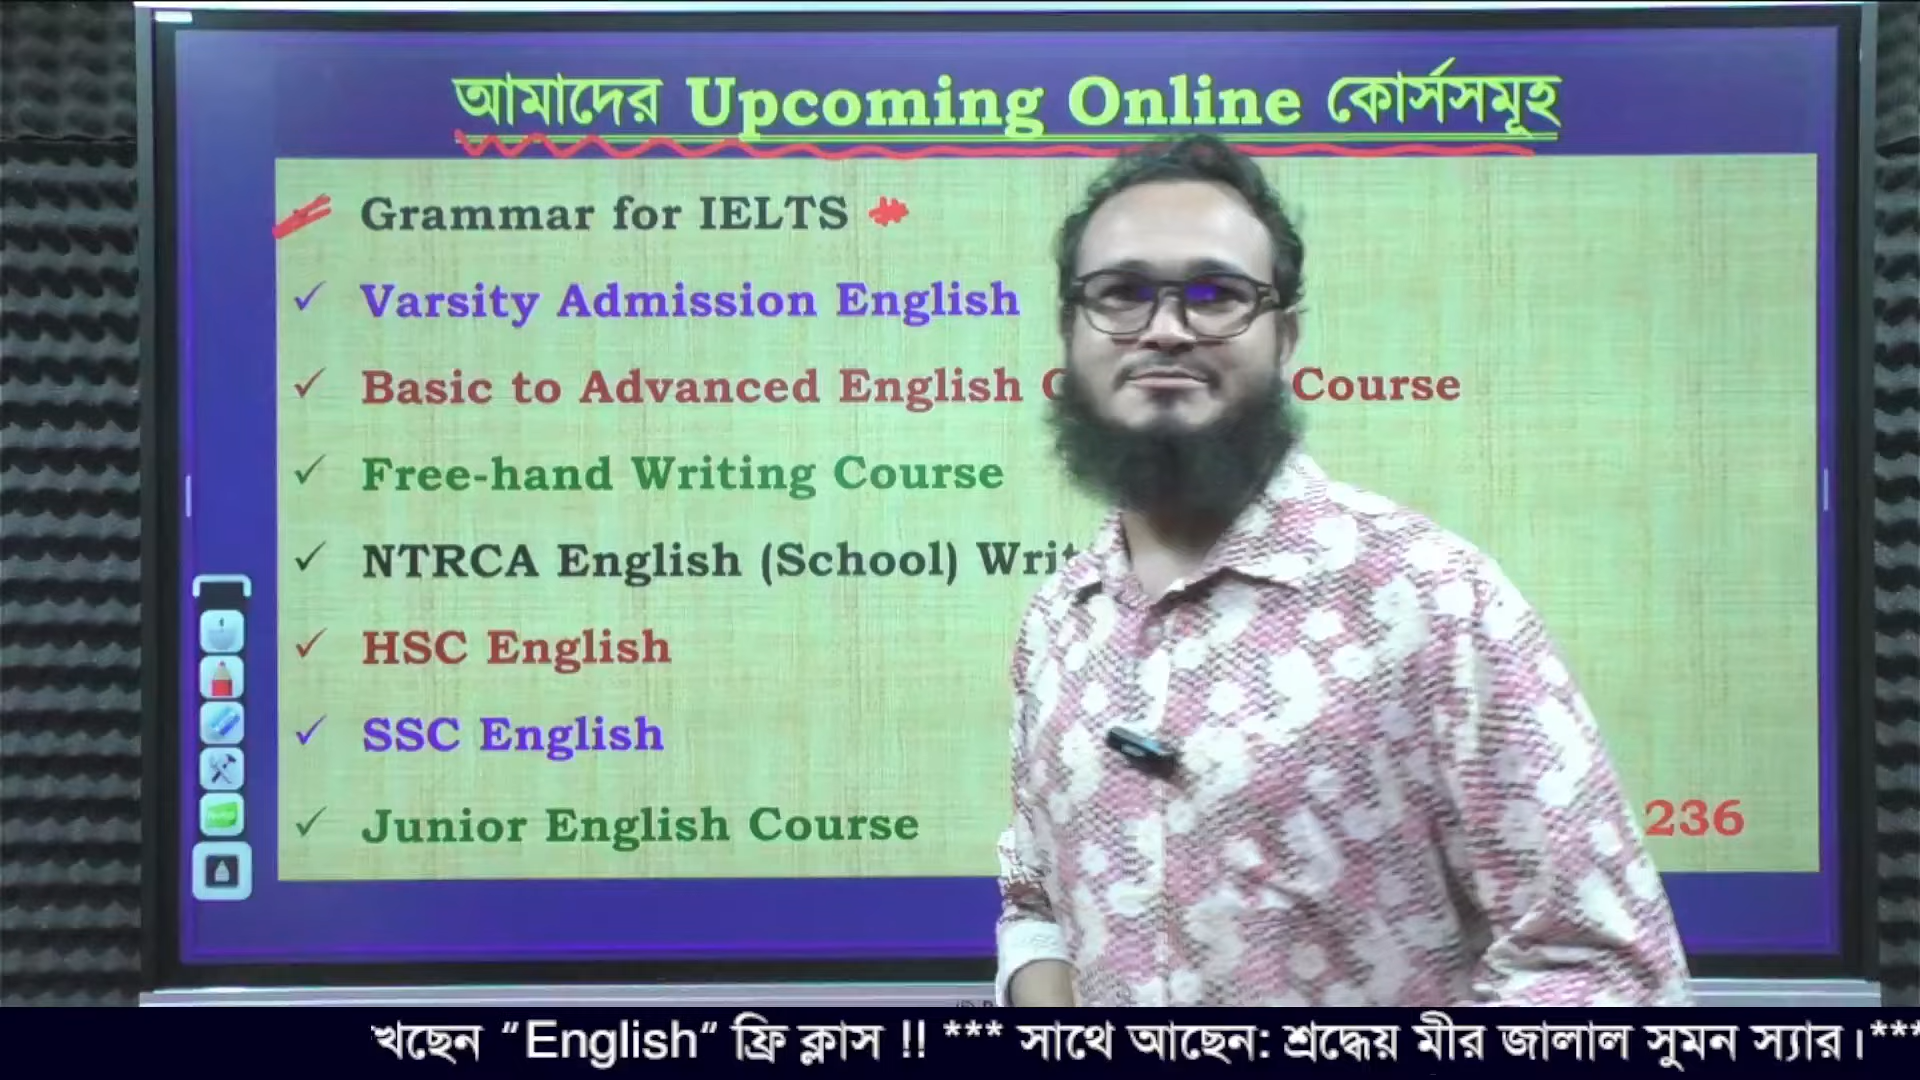 আমাদের Upcoming Online কোর্সসমূহ
Grammar for IELTS
✓ Varsity Admission English
✓ Basic to Advanced English Course
✓ Free-hand Writing Course
✓ NTRCA English (School)
✓ HSC English
✓ SSC English
✓ Junior English Course
236
“English“ ফ্রি ক্লাস !! *** সাথে আছেন: শ্রদ্ধেয় মীর জালাল সুমন স্যার।***